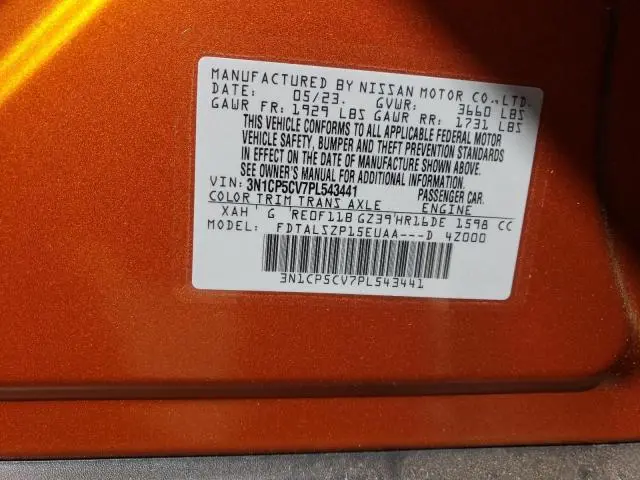 MANUFACTURED BY NISSAN MOTOR CO.,LTD.
DATE: 05/23. GVWR: 3660 LBS
GAWR FR: 1929 LBS GAWR RR: 1731 LBS
THIS VEHICLE CONFORMS TO ALL APPLICABLE FEDERAL MOTOR
VEHICLE SAFETY, BUMPER AND THEFT PREVENTION STANDARDS
IN EFFECT ON THE DATE OF MANUFACTURE SHOWN ABOVE.
SEE OWNER'S MANUAL FOR ADDITIONAL INFORMATION.
VIN: 3N1CP5CV7PL543441 PASSENGER CAR.
COLOR TRIM TRANS AXLE ENGINE
XAH G RE0F11B GZ39 HR16DE 1598 CC
MODEL: FDTALSZP15EUAA---D 4Z000
3N1CP5CV7PL543441